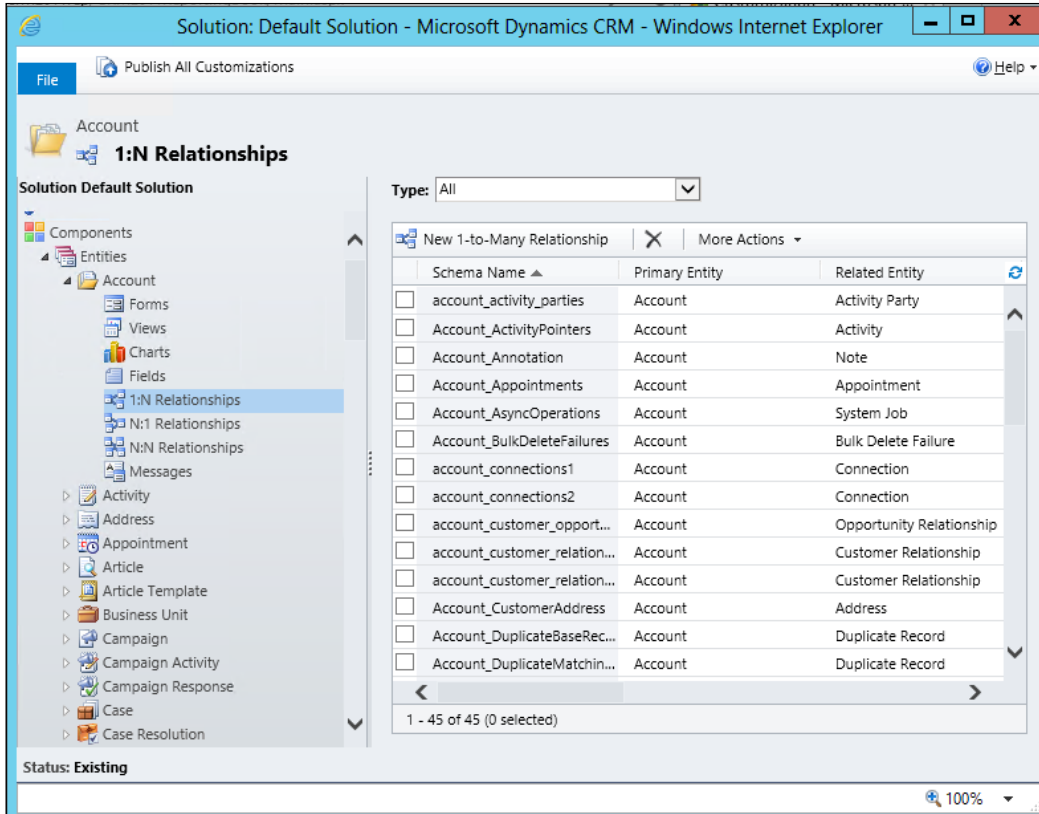 Solution: Default Solution - Microsoft Dynamics CRM - Windows Internet Explorer
File
Publish All Customizations
Help
Account
1:N Relationships
Solution Default Solution
Components
Entities
Account
Forms
Views
Charts
Fields
1:N Relationships
N:1 Relationships
N:N Relationships
Messages
Activity
Address
Appointment
Article
Article Template
Business Unit
Campaign
Campaign Activity
Campaign Response
Case
Case Resolution
Type: All
New 1-to-Many Relationship More Actions
Schema Name Primary Entity Related Entity
account_activity_parties Account Activity Party
Account_ActivityPointers Account Activity
Account_Annotation Account Note
Account_Appointments Account Appointment
Account_AsyncOperations Account System Job
Account_BulkDeleteFailures Account Bulk Delete Failure
account_connections1 Account Connection
account_connections2 Account Connection
account_customer_opport... Account Opportunity Relationship
account_customer_relation... Account Customer Relationship
account_customer_relation... Account Customer Relationship
Account_CustomerAddress Account Address
Account_DuplicateBaseRec... Account Duplicate Record
Account_DuplicateMatchin... Account Duplicate Record
1 - 45 of 45 (0 selected)
Status: Existing
100%